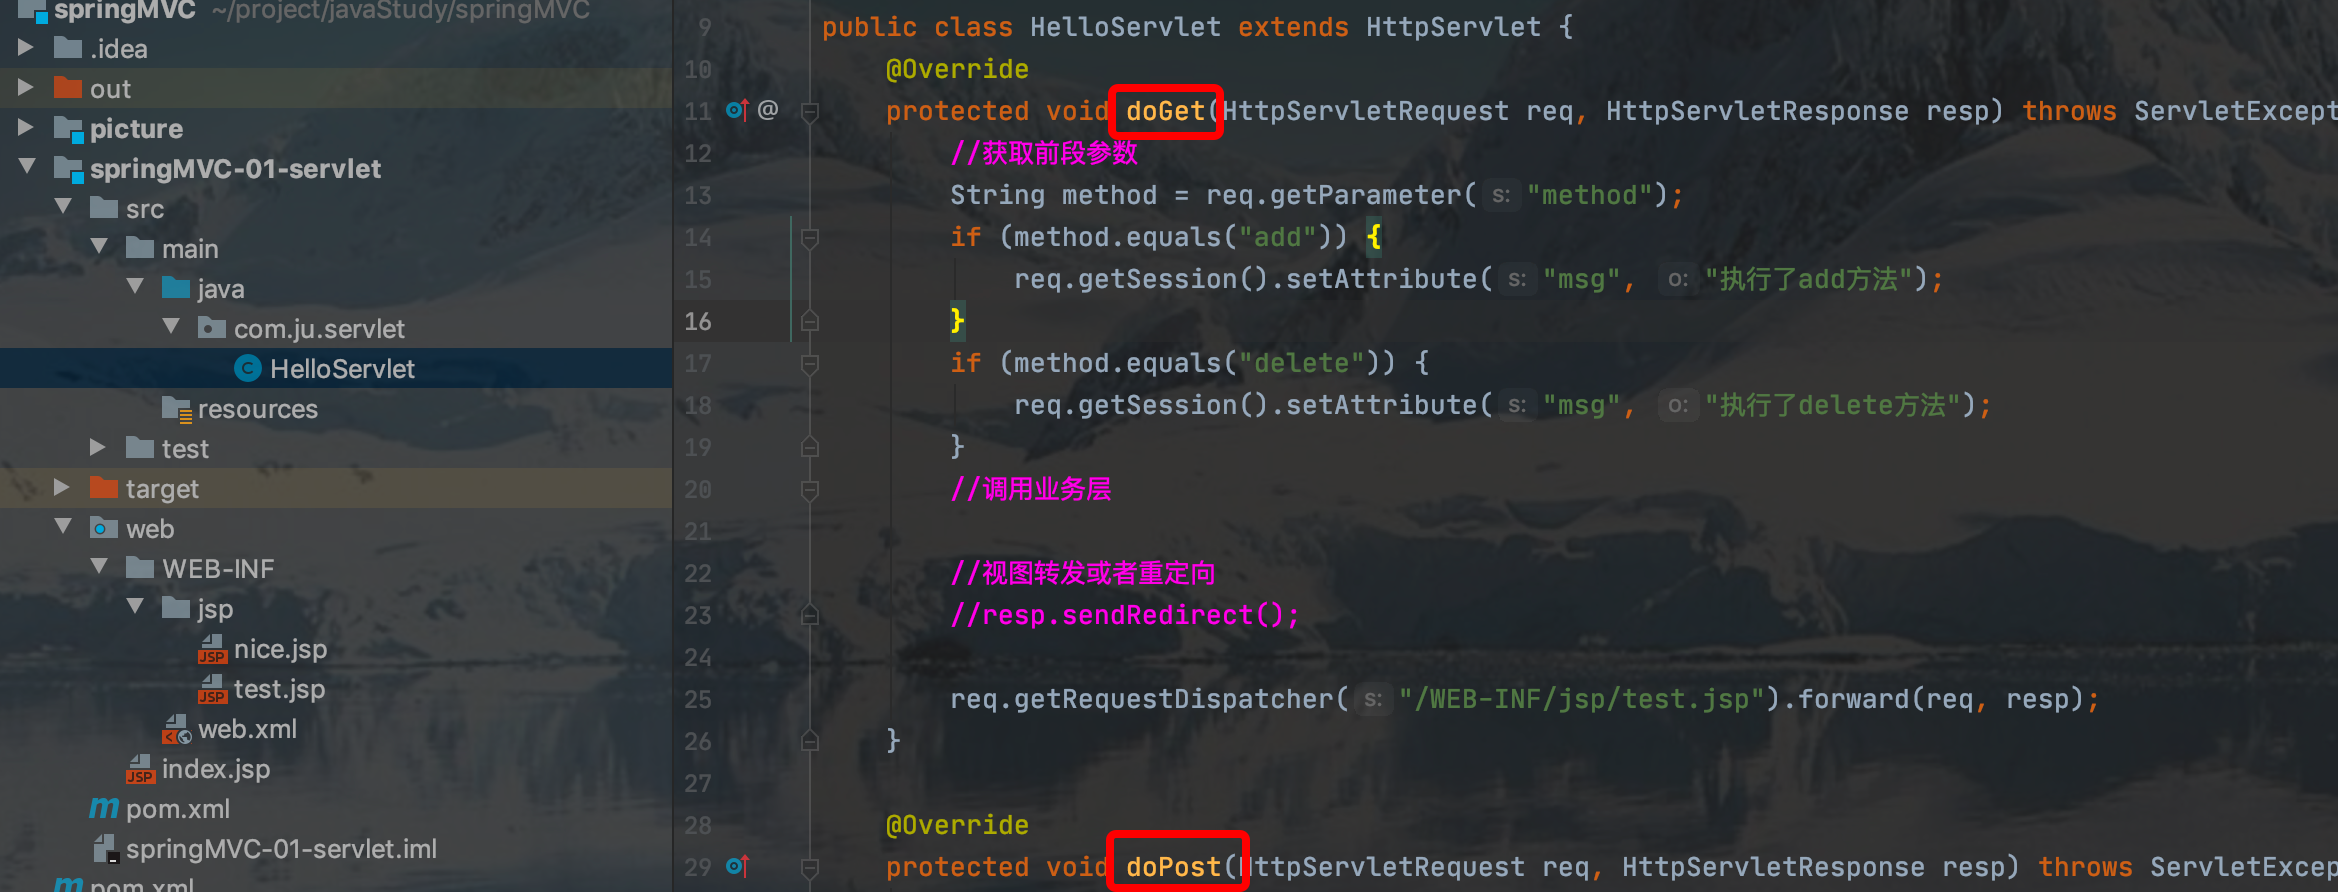 springMVC ~/project/javaStudy/springMVC
.idea
out
picture
springMVC-01-servlet
src
main
java
com.ju.servlet
HelloServlet
resources
test
target
web
WEB-INF
jsp
nice.jsp
test.jsp
web.xml
index.jsp
pom.xml
springMVC-01-servlet.iml
pom.xml
9 public class HelloServlet extends HttpServlet {
10 @Override
11 @ protected void doGet(HttpServletRequest req, HttpServletResponse resp) throws ServletExcept
12 //获取前段参数
13 String method = req.getParameter( s: "method");
14 if (method.equals("add")) {
15 req.getSession().setAttribute( s: "msg", o: "执行了add方法");
16 }
17 if (method.equals("delete")) {
18 req.getSession().setAttribute( s: "msg", o: "执行了delete方法");
19 }
20 //调用业务层
21
22 //视图转发或者重定向
23 //resp.sendRedirect();
24
25 req.getRequestDispatcher( s: "/WEB-INF/jsp/test.jsp").forward(req, resp);
26 }
27
28 @Override
29 protected void doPost(HttpServletRequest req, HttpServletResponse resp) throws ServletExcep